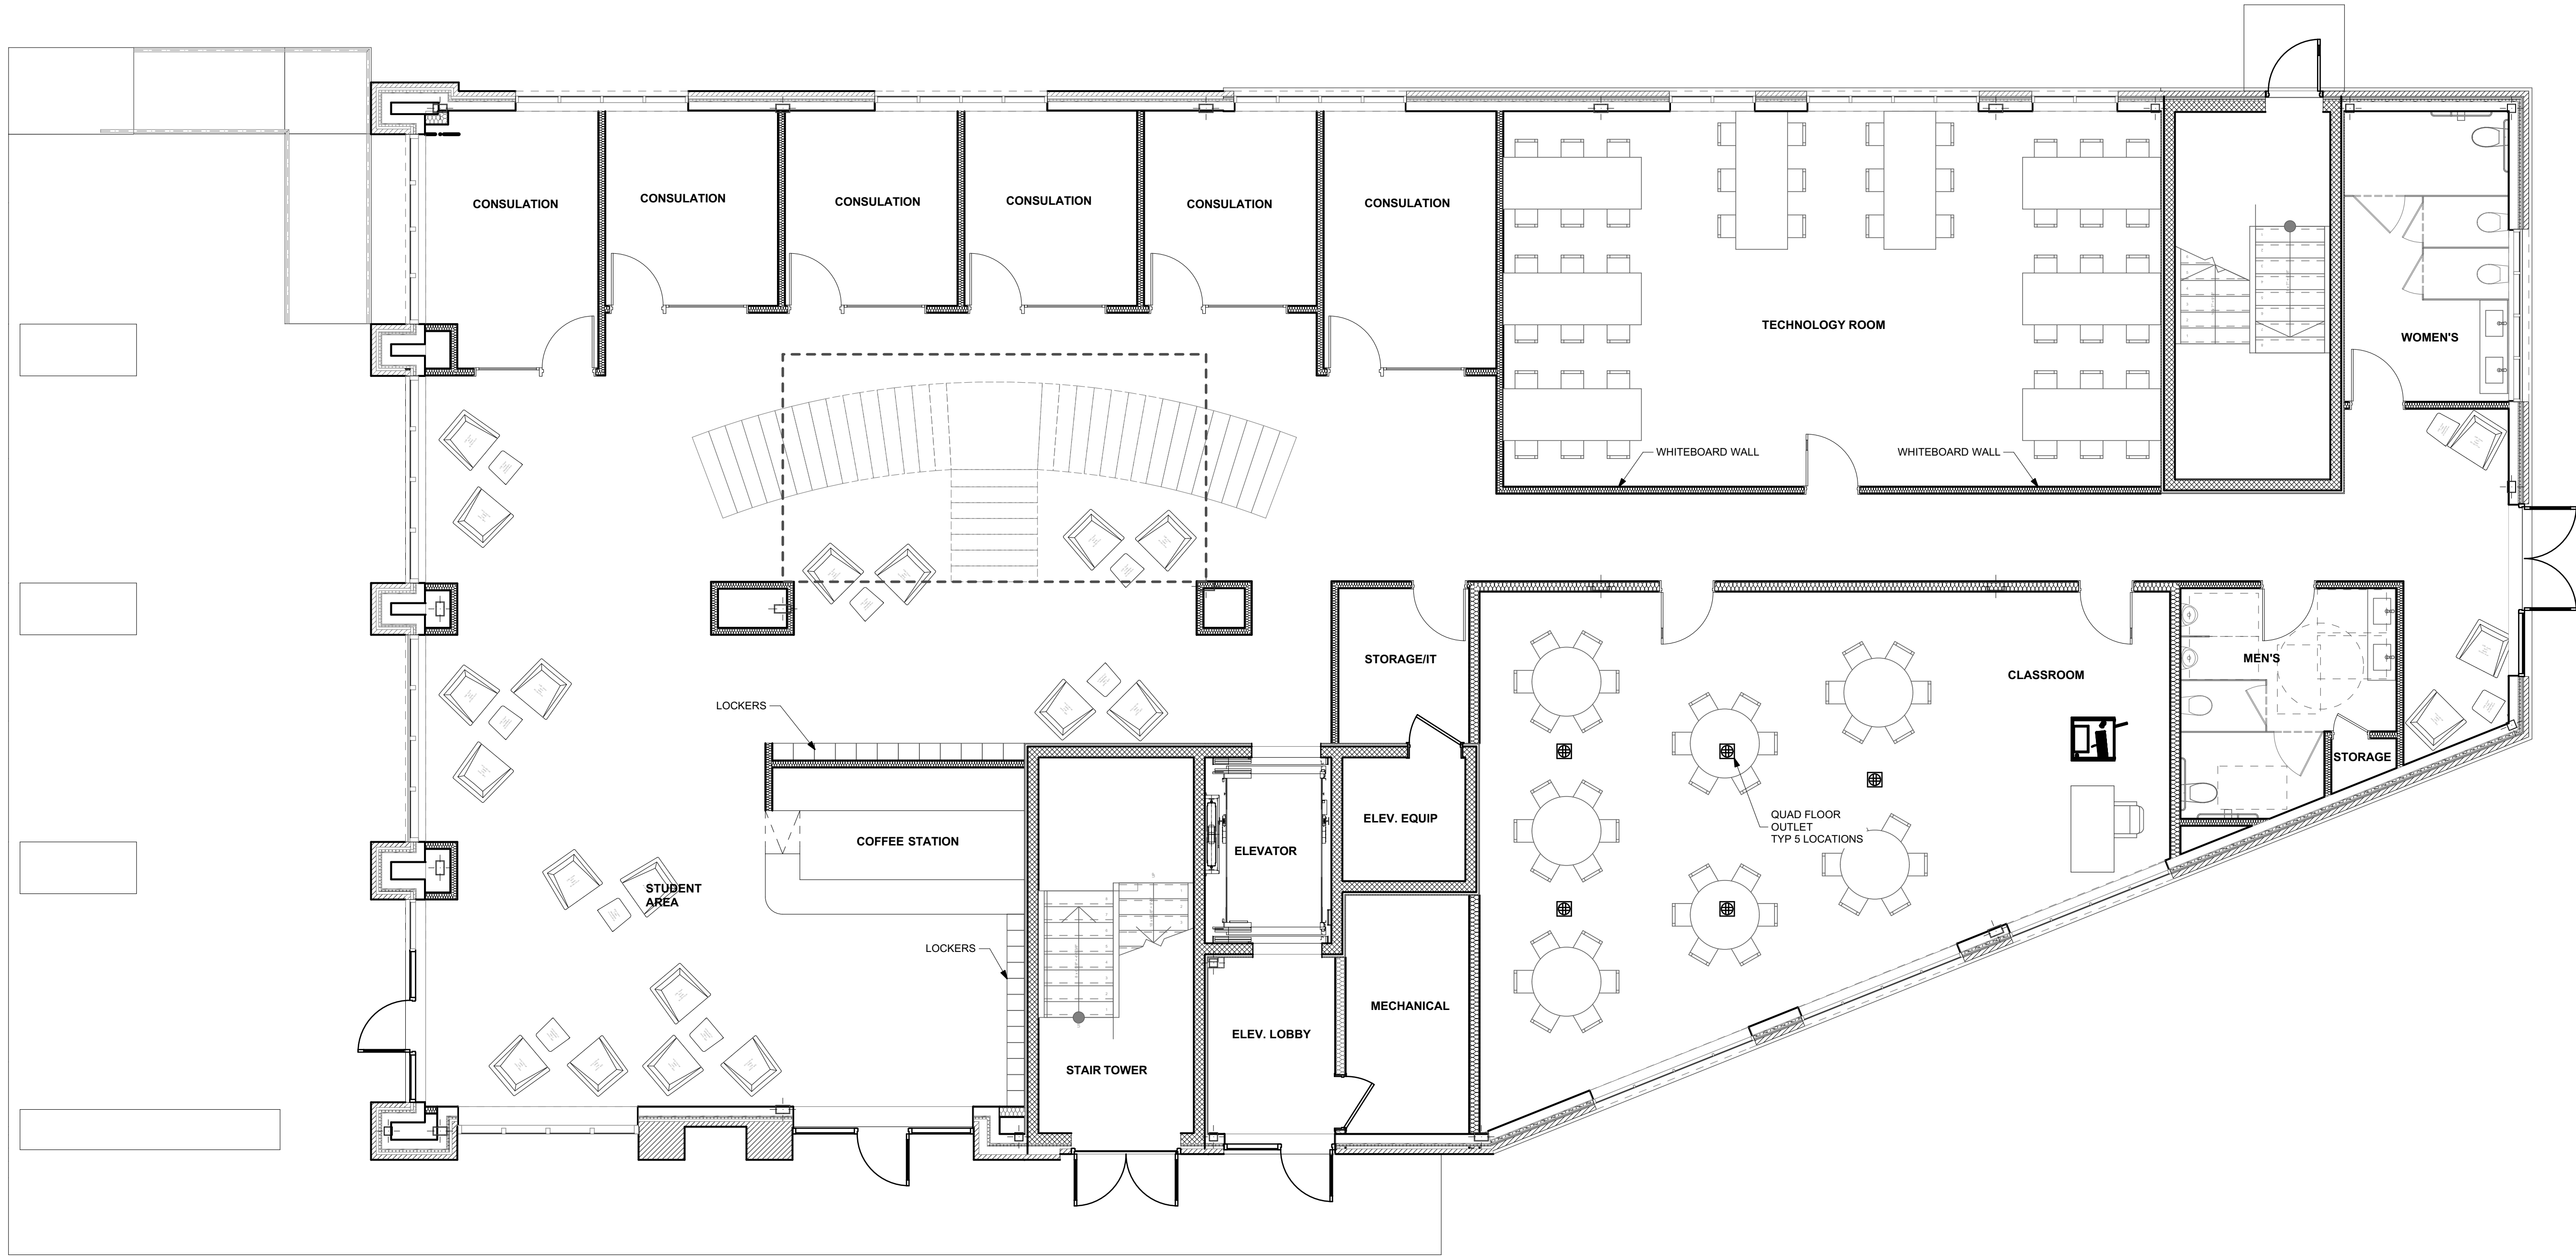 CONSULATION
CONSULATION
CONSULATION
CONSULATION
CONSULATION
CONSULATION
TECHNOLOGY ROOM
WOMEN'S
WHITEBOARD WALL
WHITEBOARD WALL
STORAGE/IT
MEN'S
CLASSROOM
LOCKERS
STORAGE
QUAD FLOOR
OUTLET
TYP 5 LOCATIONS
ELEV. EQUIP
COFFEE STATION
ELEVATOR
STUDENT
AREA
LOCKERS
MECHANICAL
ELEV. LOBBY
STAIR TOWER